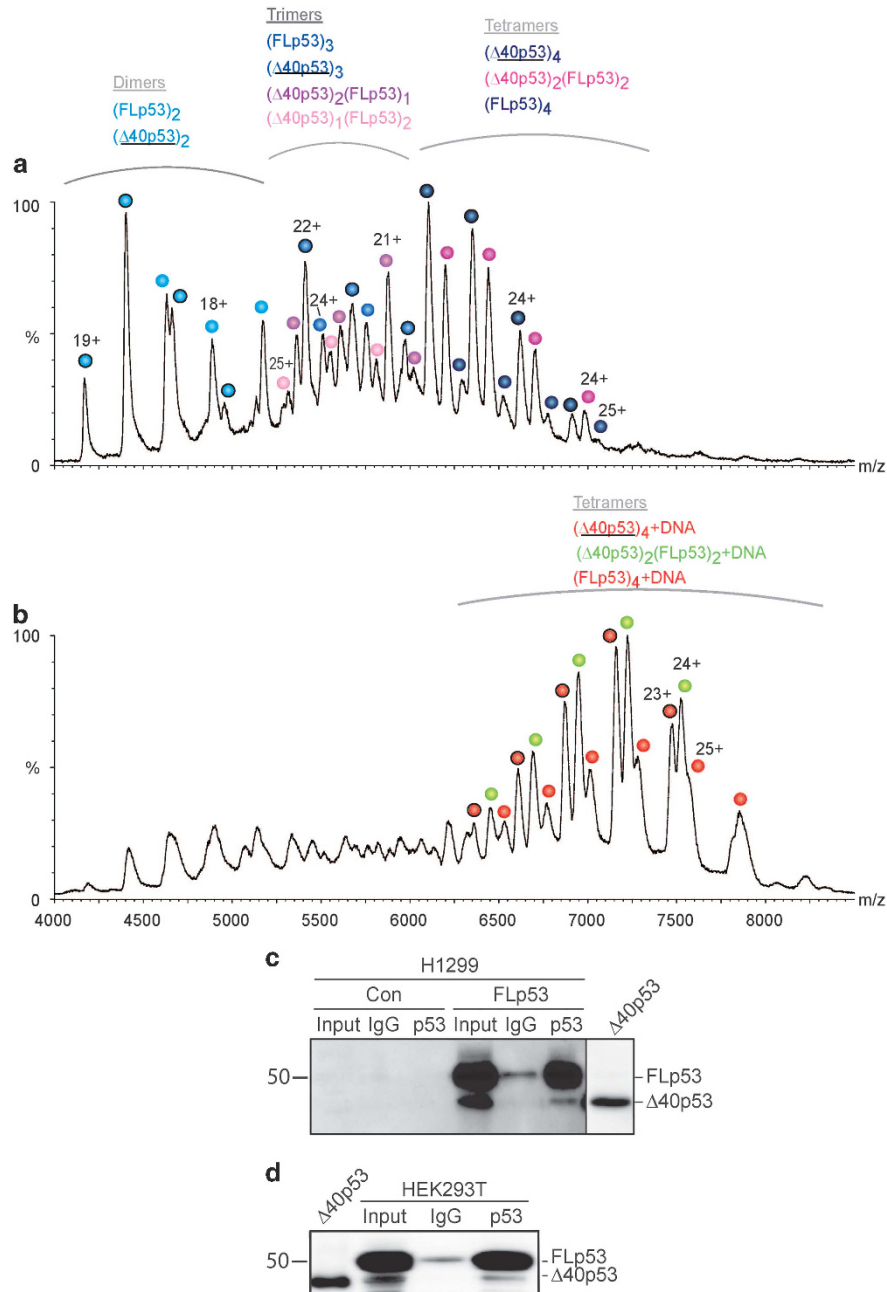 Dimers
(FLp53)2
(Δ40p53)2
Trimers
(FLp53)3
(Δ40p53)3
(Δ40p53)2(FLp53)1
(Δ40p53)1(FLp53)2
Tetramers
(Δ40p53)4
(Δ40p53)2(FLp53)2
(FLp53)4
a
100
%
0
19+
18+
25+
22+
24+
21+
24+
24+
25+
m/z
Tetramers
(Δ40p53)4+DNA
(Δ40p53)2(FLp53)2+DNA
(FLp53)4+DNA
b
100
%
0
23+
24+
25+
m/z
4000 4500 5000 5500 6000 6500 7000 7500 8000
c
H1299
Con FLp53 Δ40p53
Input IgG p53 Input IgG p53
50
FLp53
Δ40p53
d
HEK293T
Δ40p53 Input IgG p53
50
FLp53
Δ40p53